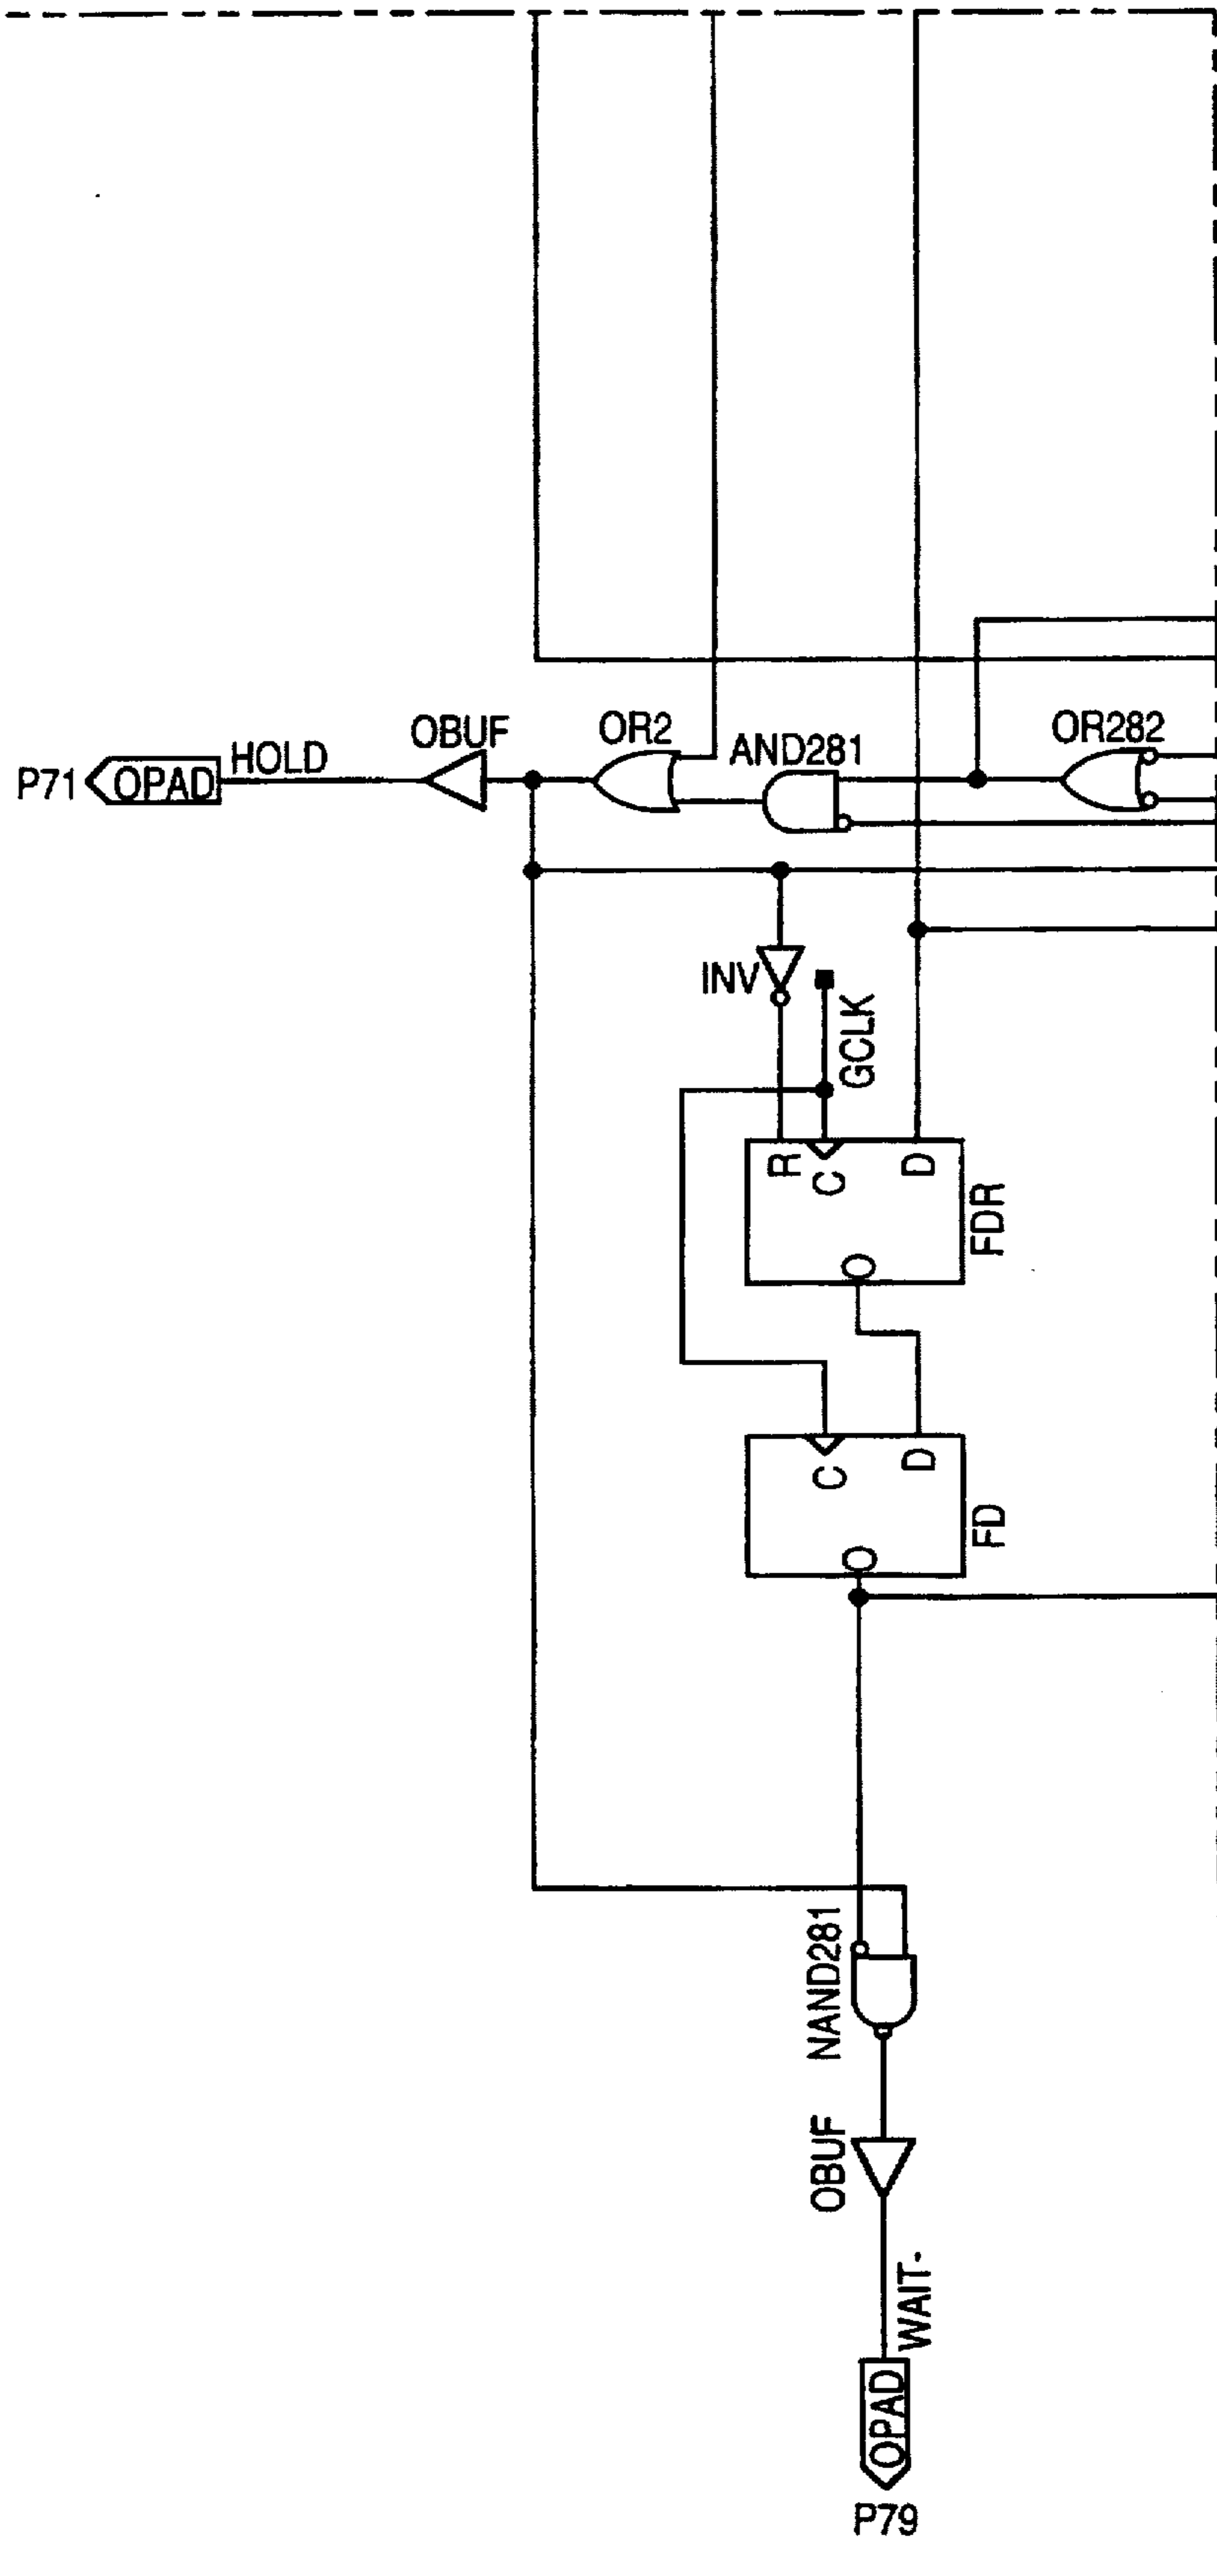 OBUF
OR2
OR282
AND281
P71
OPAD
HOLD
INV
GCLK
R
C
D
Q
FDR
C
D
Q
FD
NAND281
OBUF
WAIT-
OPAD
P79